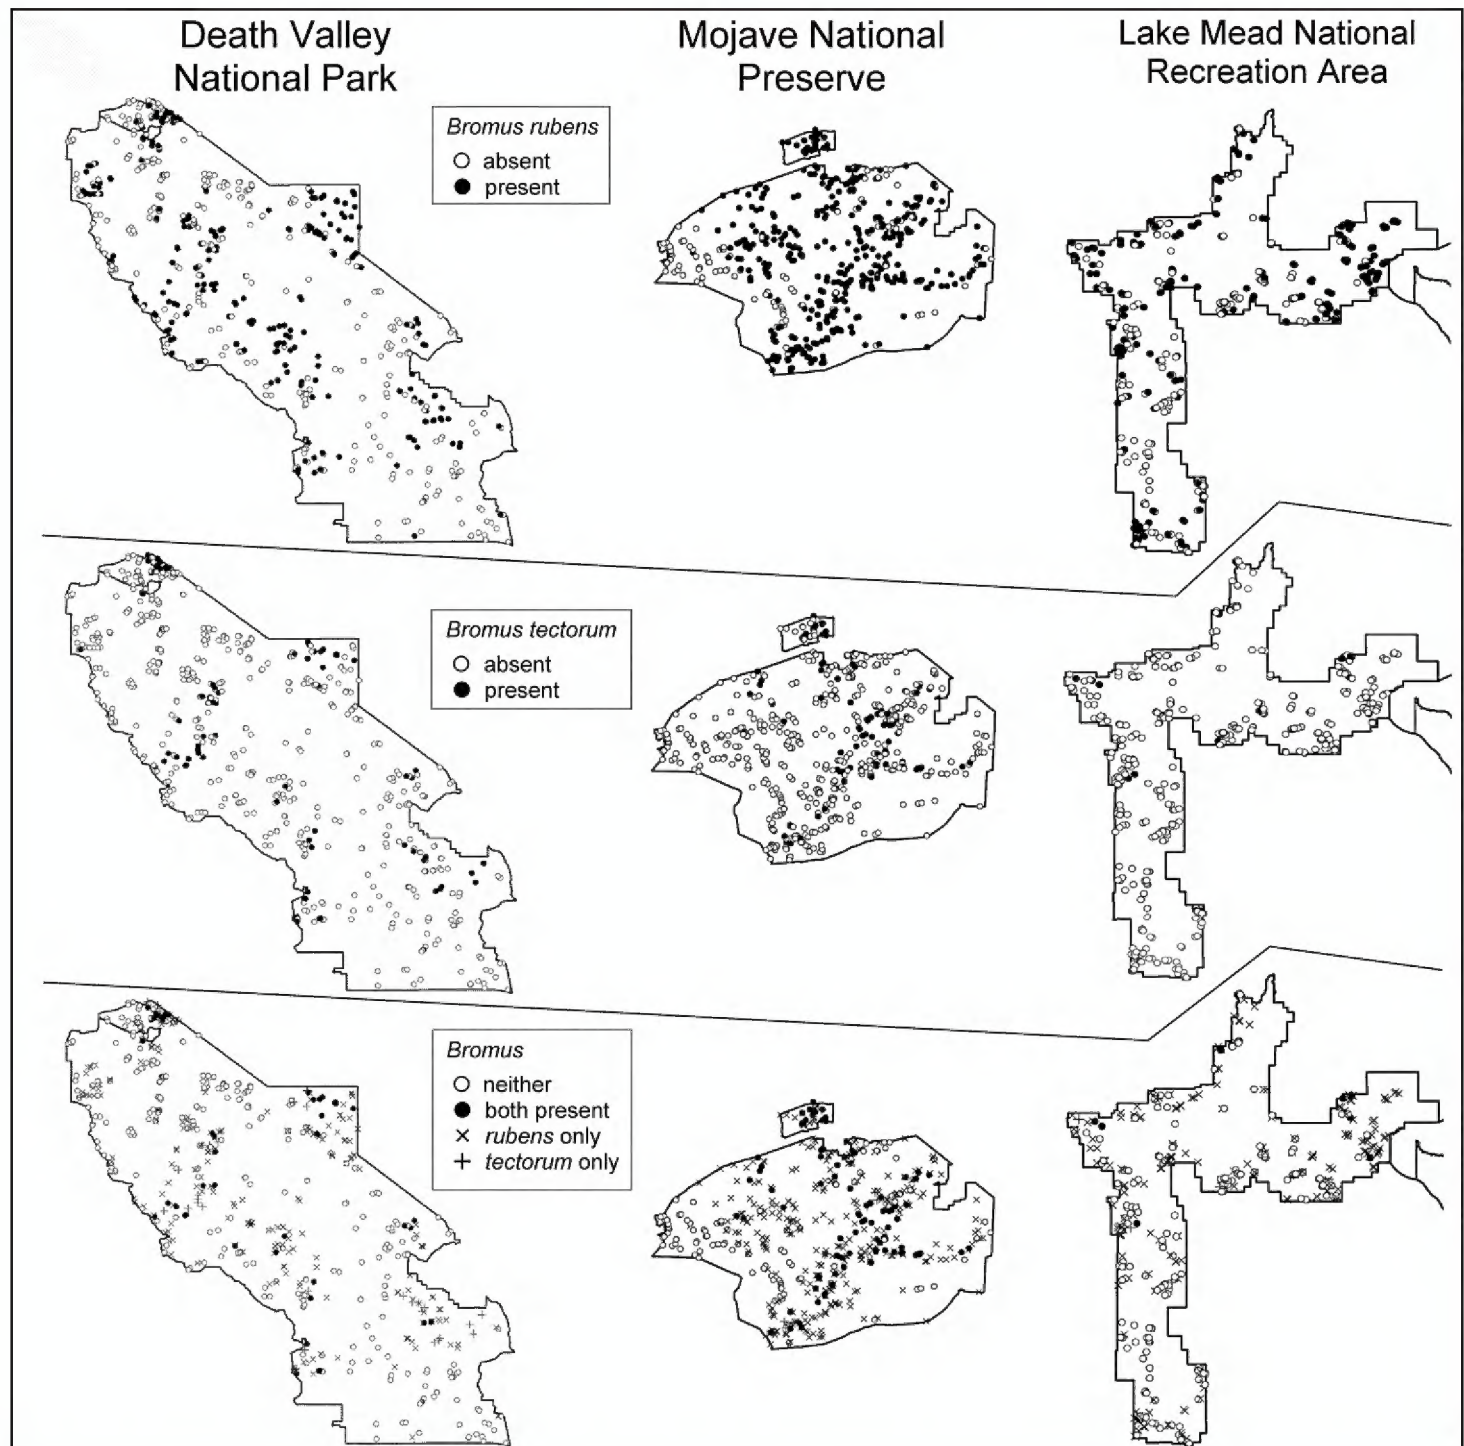 Death Valley
National Park
Mojave National
Preserve
Lake Mead National
Recreation Area
Bromus rubens
absent
present
Bromus tectorum
absent
present
Bromus
neither
both present
rubens only
tectorum only